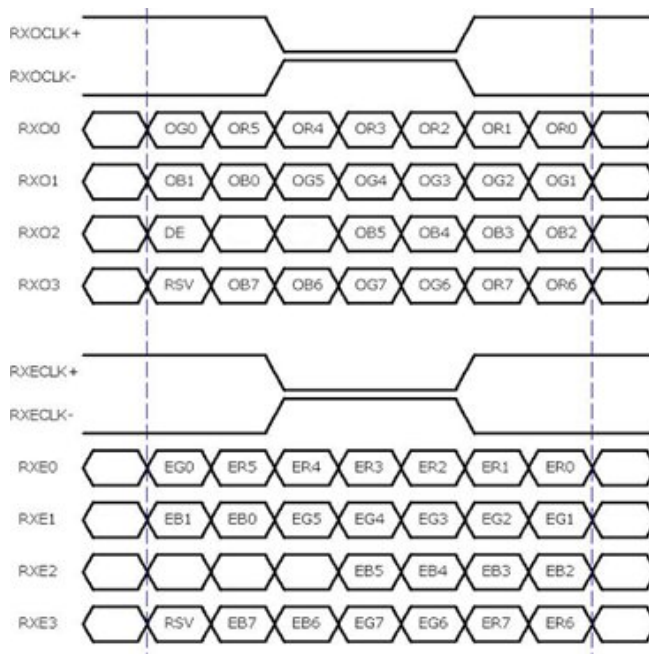 RXOCLK+
RXOCLK-
RXO0 OG0 OR5 OR4 OR3 OR2 OR1 OR0
RXO1 OB1 OB0 OG5 OG4 OG3 OG2 OG1
RXO2 DE OB5 OB4 OB3 OB2
RXO3 RSV OB7 OB6 OG7 OG6 OR7 OR6
RXECLK+
RXECLK-
RXE0 EG0 ER5 ER4 ER3 ER2 ER1 ER0
RXE1 EB1 EB0 EG5 EG4 EG3 EG2 EG1
RXE2 EB5 EB4 EB3 EB2
RXE3 RSV EB7 EB6 EG7 EG6 ER7 ER6